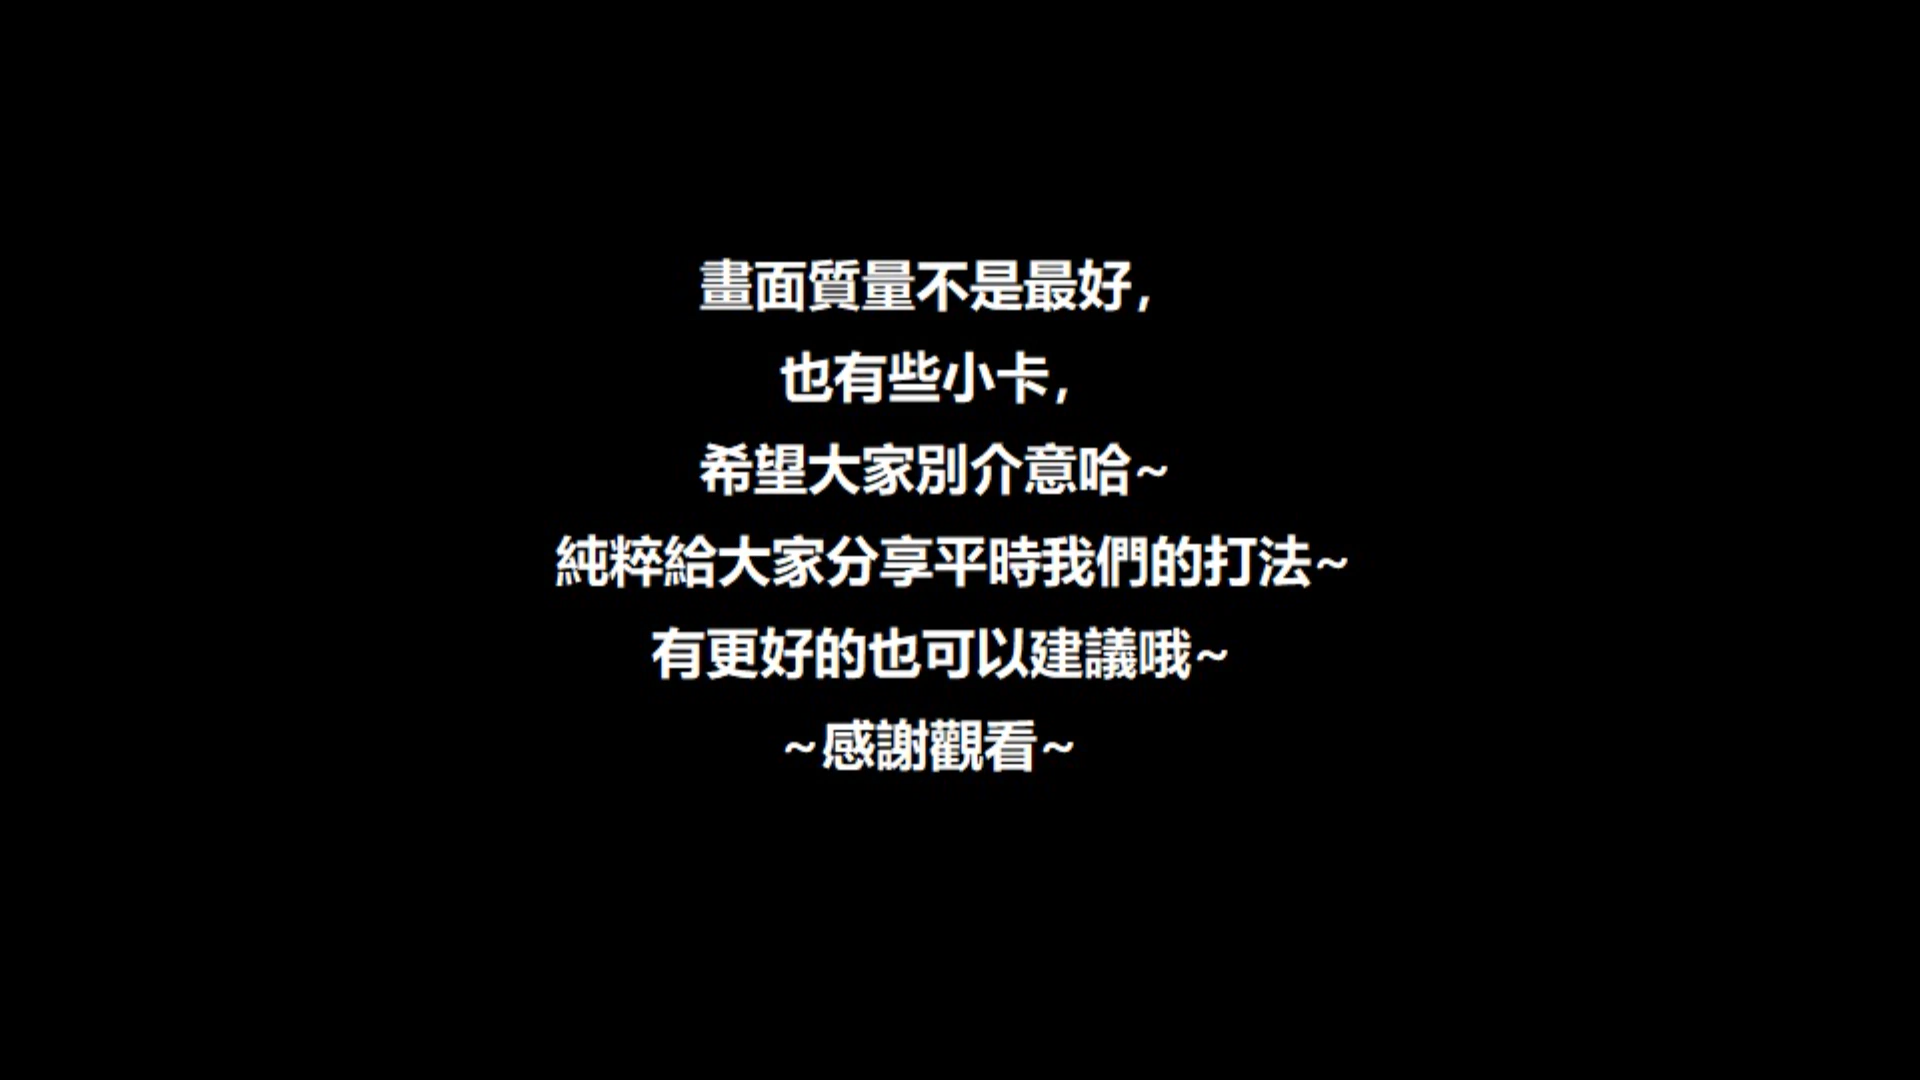 畫面質量不是最好,
也有些小卡,
希望大家別介意哈~
純粹給大家分享平時我們的打法~
有更好的也可以建議哦~
~感謝觀看~